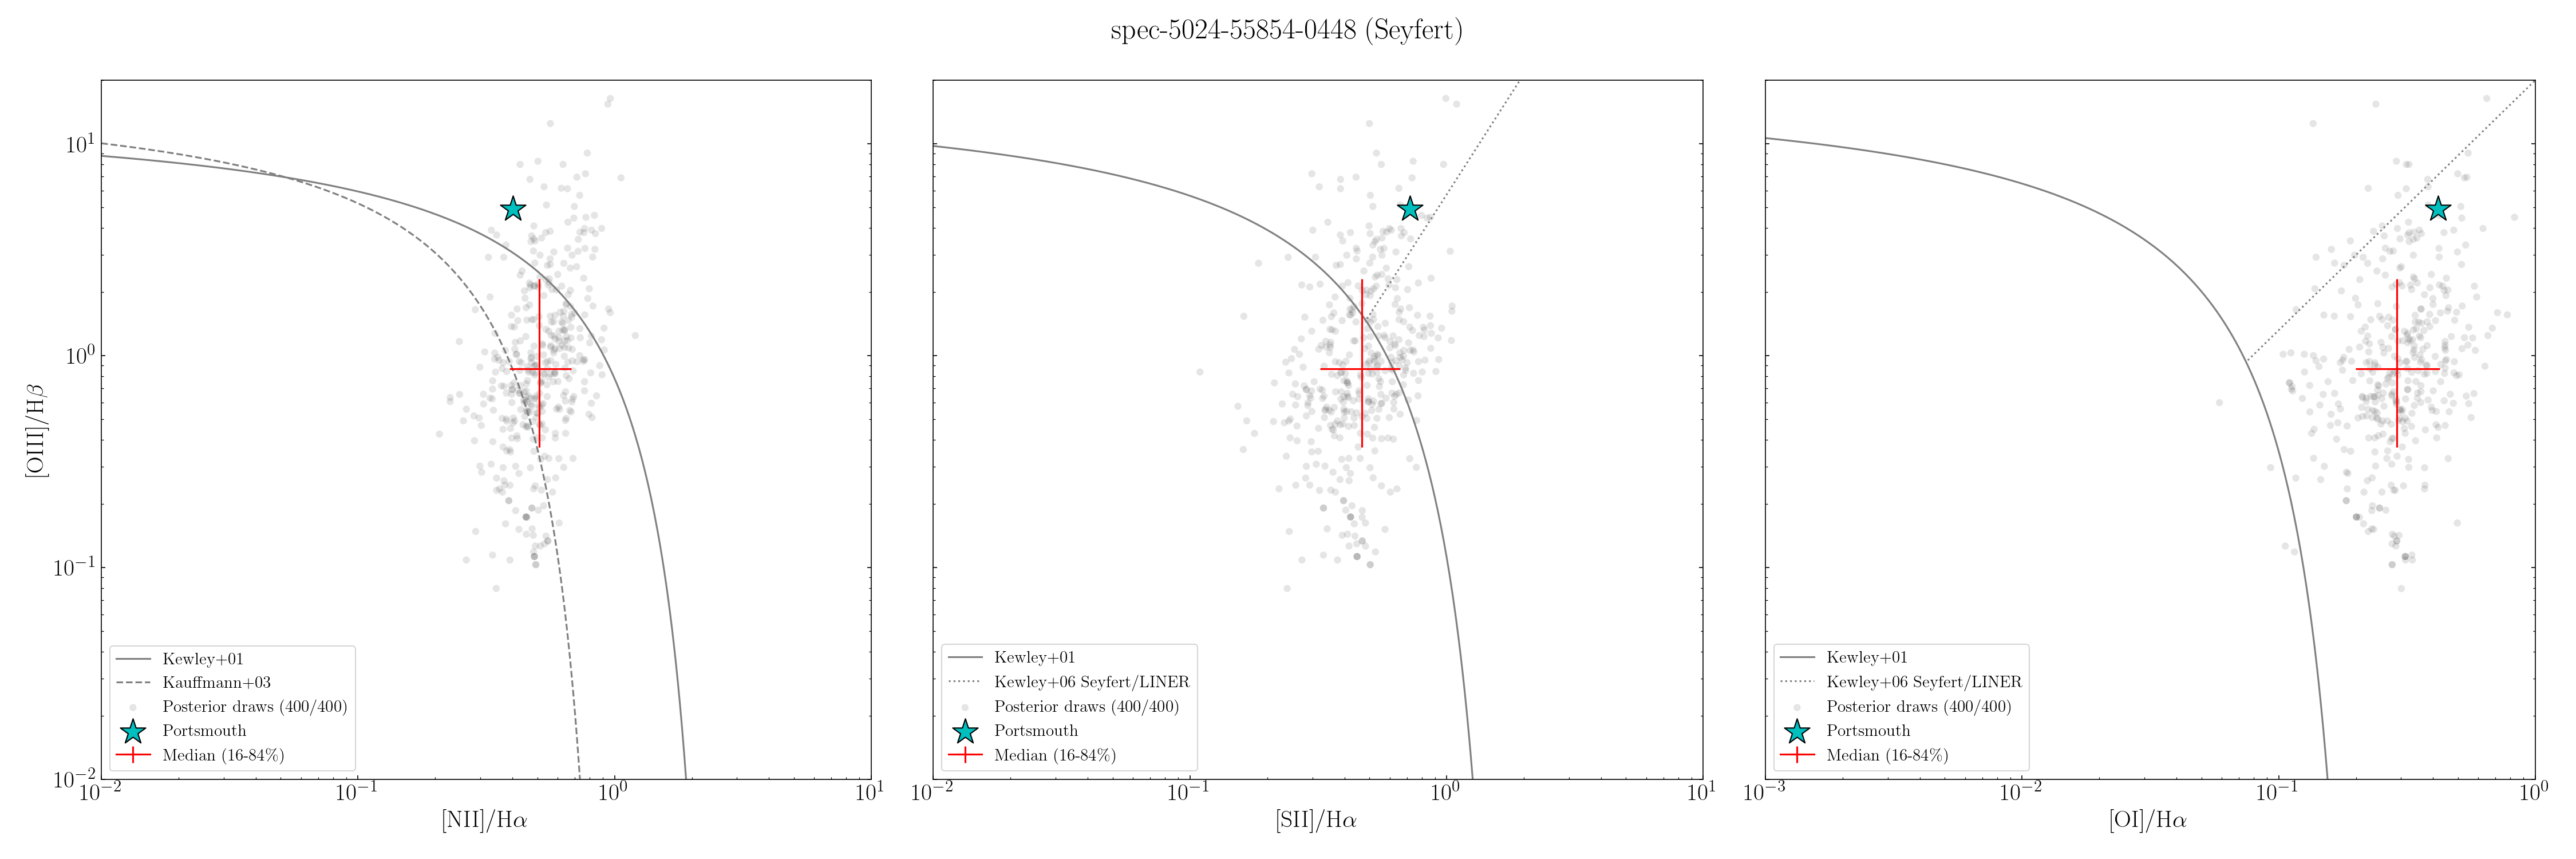 spec-5024-55854-0448 (Seyfert)
[OIII]/Hβ
10^1
10^0
10^-1
10^-2
Kewley+01
Kauffmann+03
Posterior draws (400/400)
Portsmouth
Median (16-84%)
10^-2
10^-1
10^0
10^1
[NII]/Hα
Kewley+01
Kewley+06 Seyfert/LINER
Posterior draws (400/400)
Portsmouth
Median (16-84%)
10^-2
10^-1
10^0
10^1
[SII]/Hα
Kewley+01
Kewley+06 Seyfert/LINER
Posterior draws (400/400)
Portsmouth
Median (16-84%)
10^-3
10^-2
10^-1
10^0
[OI]/Hα